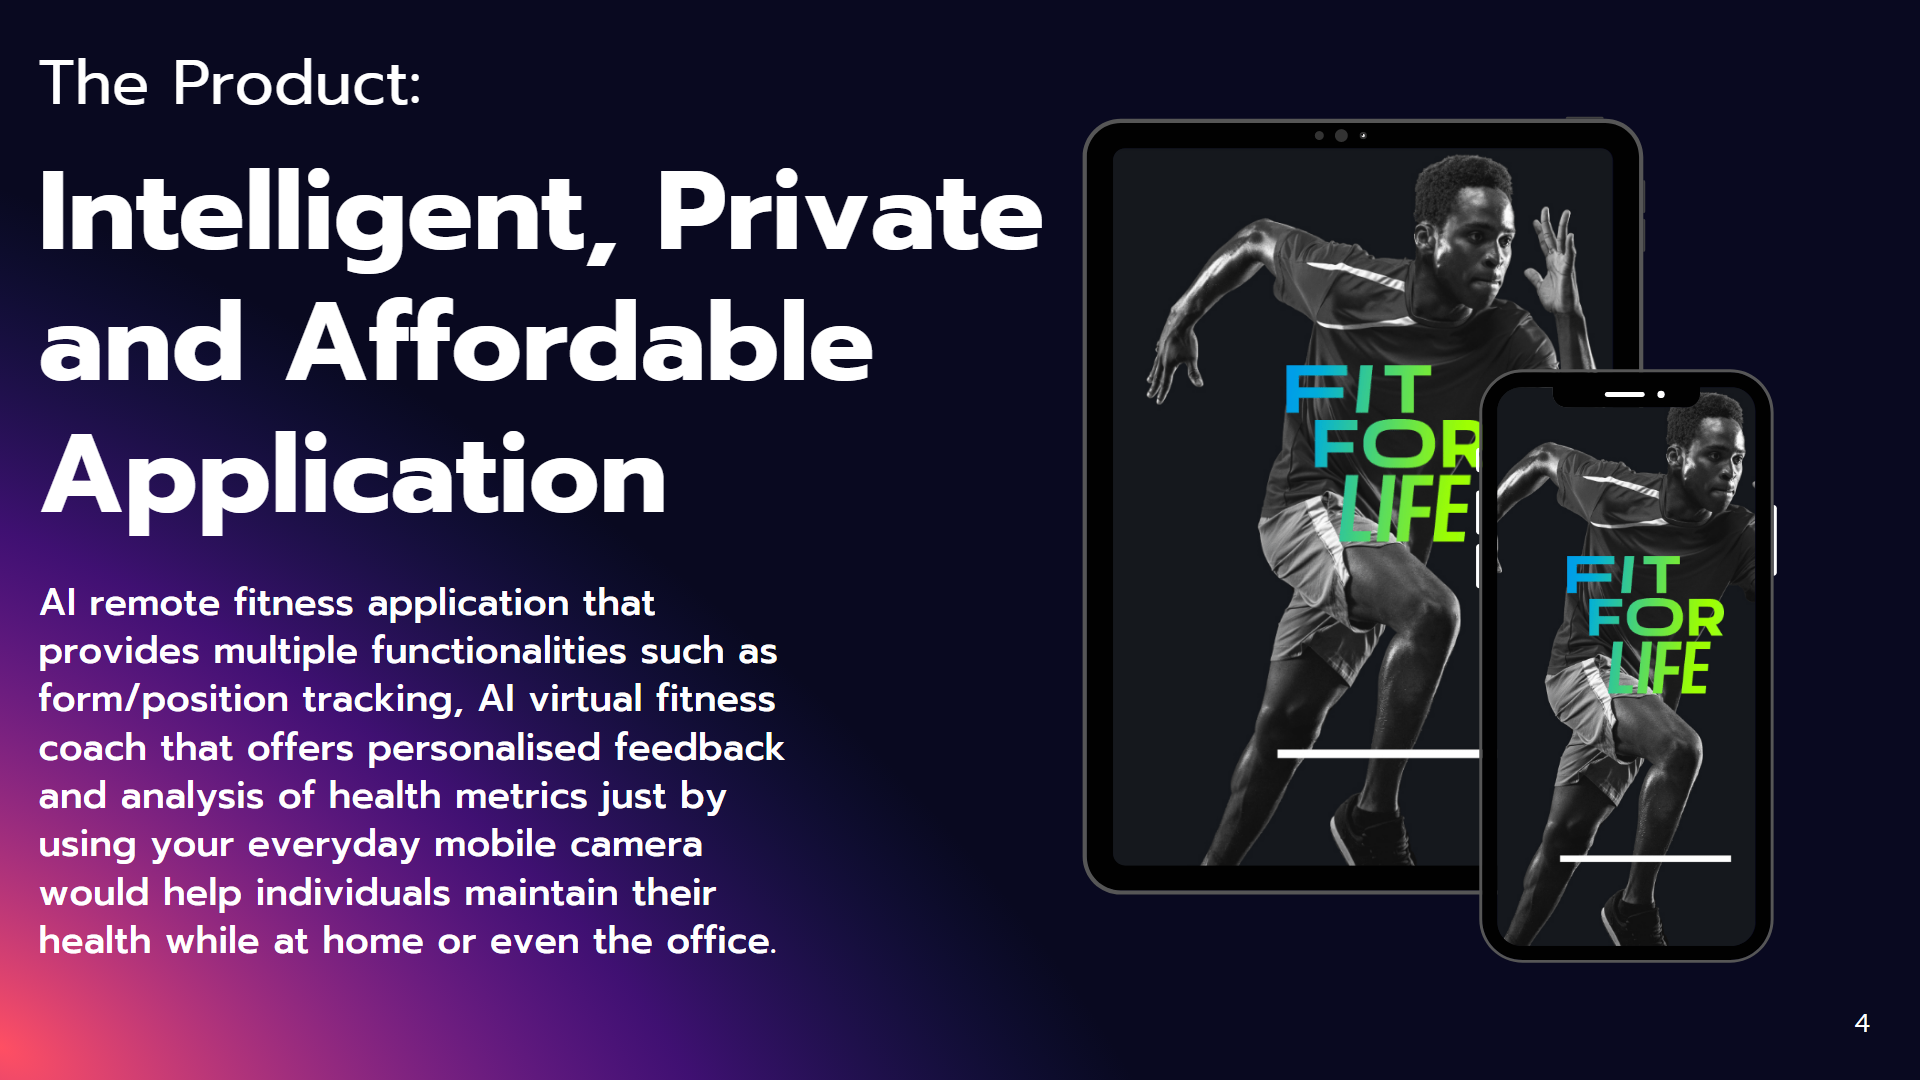 The Product:
Intelligent, Private
and Affordable
Application
AI remote fitness application that
provides multiple functionalities such as
form/position tracking, AI virtual fitness
coach that offers personalised feedback
and analysis of health metrics just by
using your everyday mobile camera
would help individuals maintain their
health while at home or even the office.
FIT
FOR
LIFE
FIT
FOR
LIFE
4